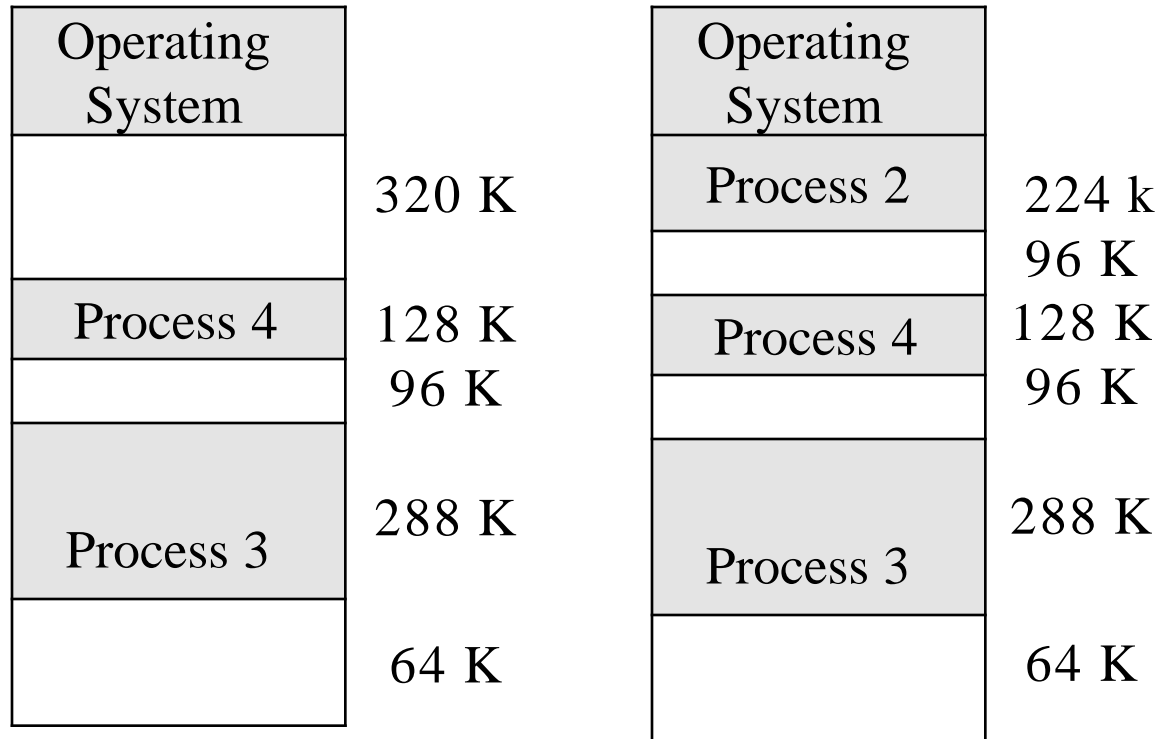 Operating
System
320 K
Process 4
128 K
96 K
288 K
Process 3
64 K
Operating
System
Process 2
224 k
96 K
Process 4
128 K
96 K
288 K
Process 3
64 K